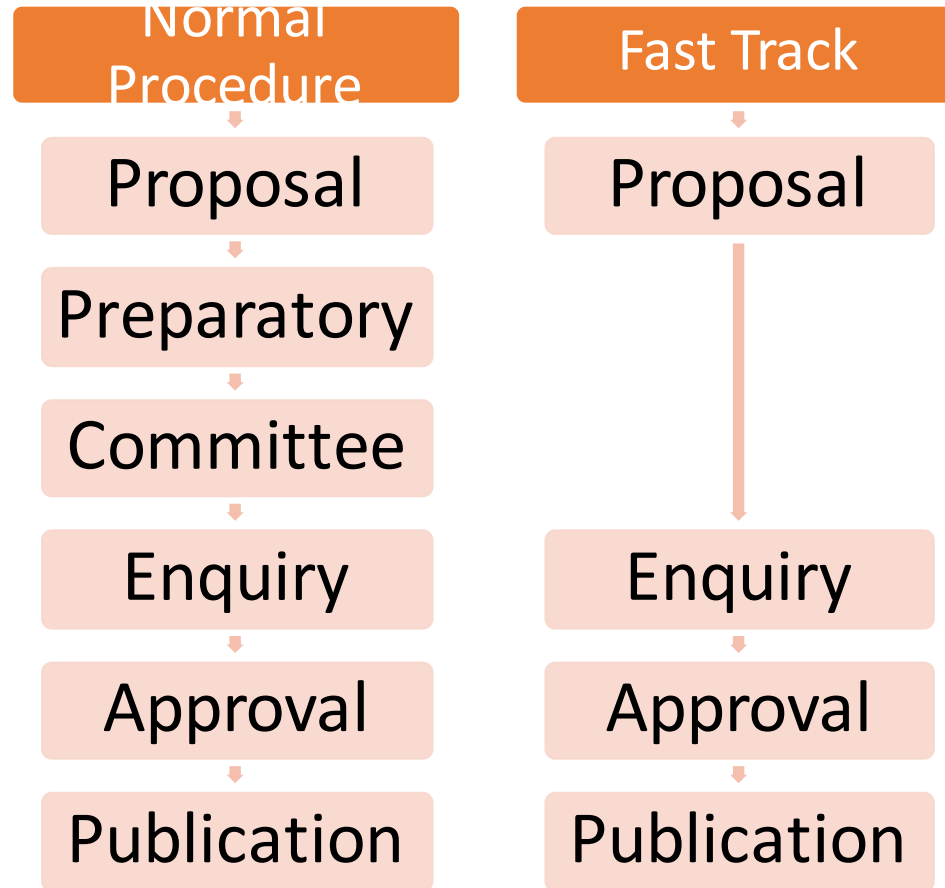 Normal
Procedure
Proposal
Preparatory
Committee
Enquiry
Approval
Publication
Fast Track
Proposal
Enquiry
Approval
Publication